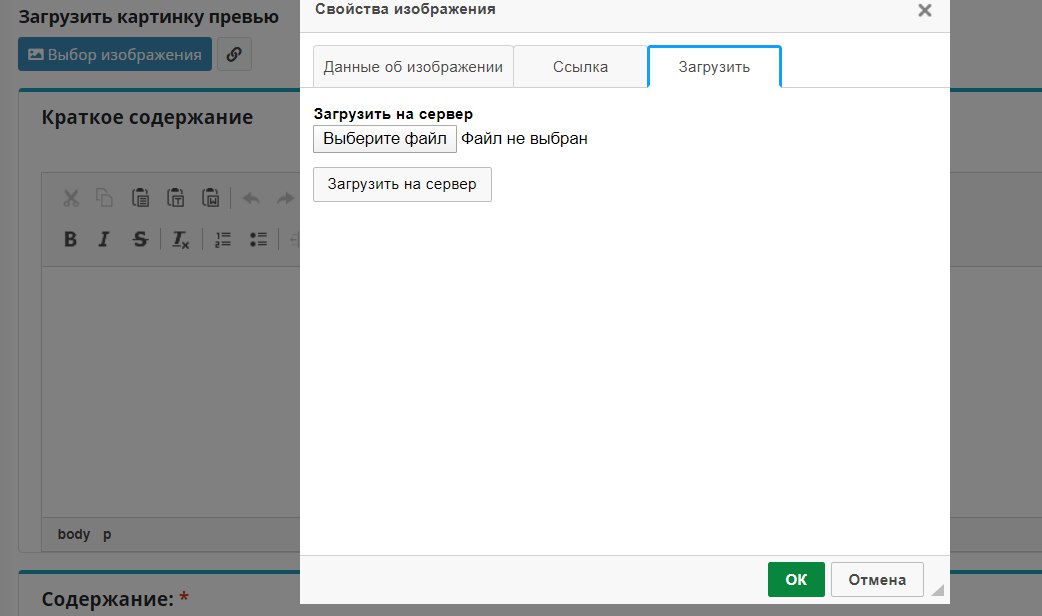 Загрузить картинку превью
Выбор изображения
Краткое содержание
body p
Содержание: *
Свойства изображения
Данные об изображении
Ссылка
Загрузить
Загрузить на сервер
Выберите файл Файл не выбран
Загрузить на сервер
ОК
Отмена